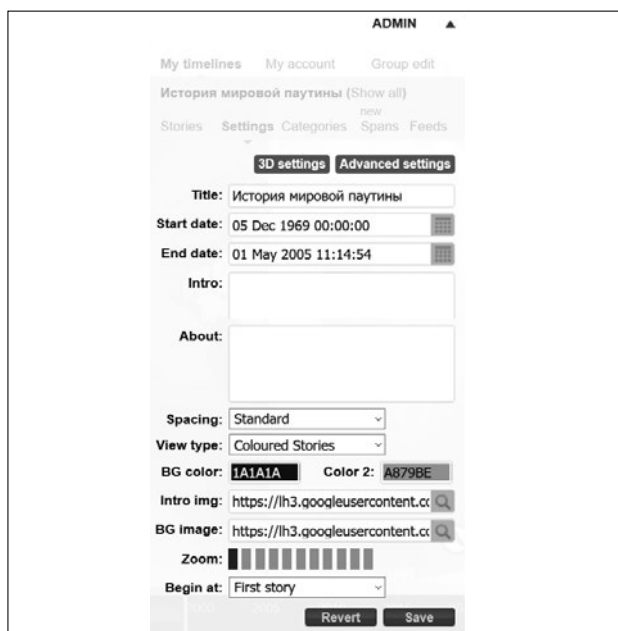 ADMIN ▲
My timelines My account Group edit
История мировой паутины (Show all)
new
Stories Settings Categories Spans Feeds
3D settings Advanced settings
Title: История мировой паутины
Start date: 05 Dec 1969 00:00:00
End date: 01 May 2005 11:14:54
Intro:
About:
Spacing: Standard
View type: Coloured Stories
BG color: 1A1A1A Color 2: A879BE
Intro img: https://lh3.googleusercontent.cc
BG image: https://lh3.googleusercontent.cc
Zoom:
Begin at: First story
2000 2005
Revert Save